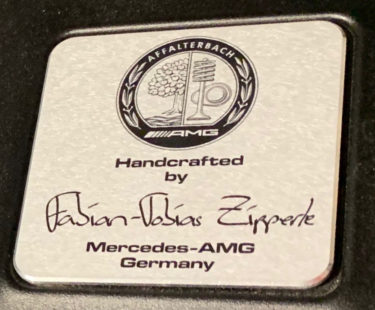 AFFALTERBACH
AMG
Handcrafted
by
Fabian-Tobias Zipperle
Mercedes-AMG
Germany